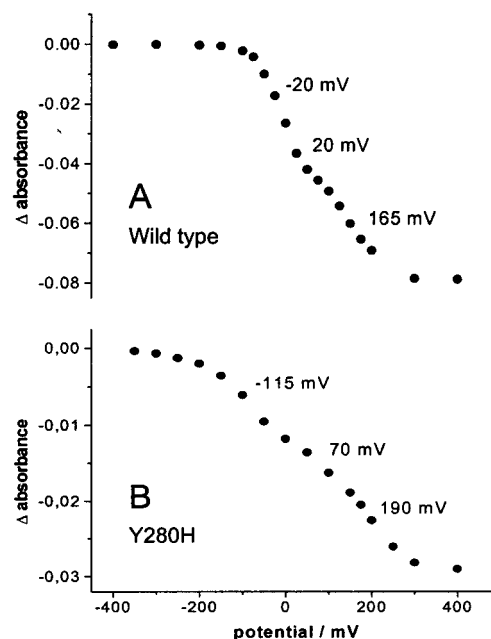 0.00
-0.02
-0.04
-0.06
-0.08
Δ absorbance
-20 mV
20 mV
165 mV
A
Wild type
0,00
-0,01
-0,02
-0,03
Δ absorbance
-115 mV
70 mV
190 mV
B
Y280H
-400 -200 0 200 400
potential / mV